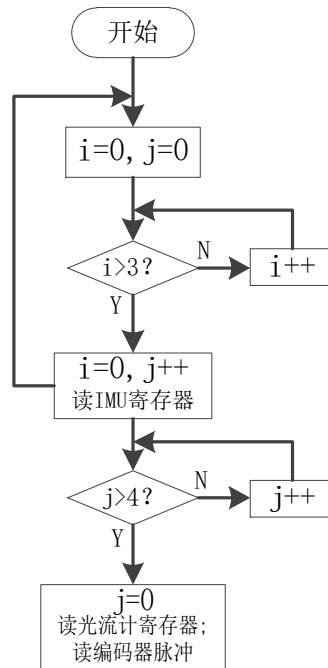 开始
i=0, j=0
i>3?
N
i++
Y
i=0, j++
读IMU寄存器
j>4?
N
j++
Y
j=0
读光流计寄存器;
读编码器脉冲